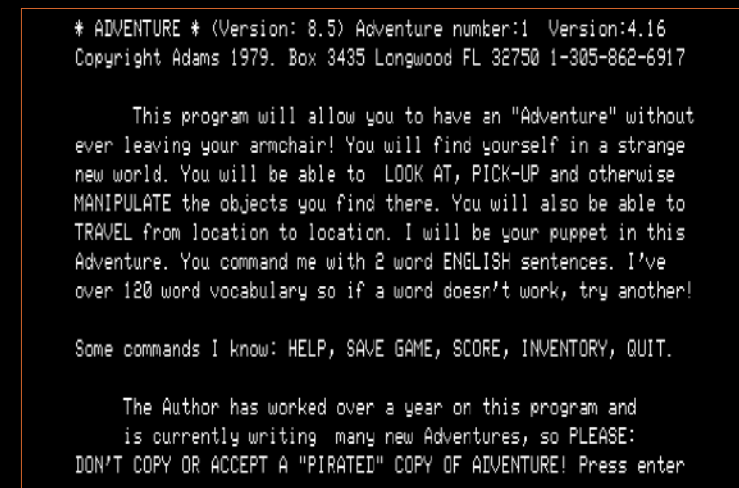 * ADVENTURE * (Version: 8.5) Adventure number:1 Version:4.16
Copyright Adams 1979. Box 3435 Longwood FL 32750 1-305-862-6917
This program will allow you to have an "Adventure" without
ever leaving your armchair! You will find yourself in a strange
new world. You will be able to LOOK AT, PICK-UP and otherwise
MANIPULATE the objects you find there. You will also be able to
TRAVEL from location to location. I will be your puppet in this
Adventure. You command me with 2 word ENGLISH sentences. I've
over 120 word vocabulary so if a word doesn't work, try another!
Some commands I know: HELP, SAVE GAME, SCORE, INVENTORY, QUIT.
The Author has worked over a year on this program and
is currently writing many new Adventures, so PLEASE:
DON'T COPY OR ACCEPT A "PIRATED" COPY OF ADVENTURE! Press enter